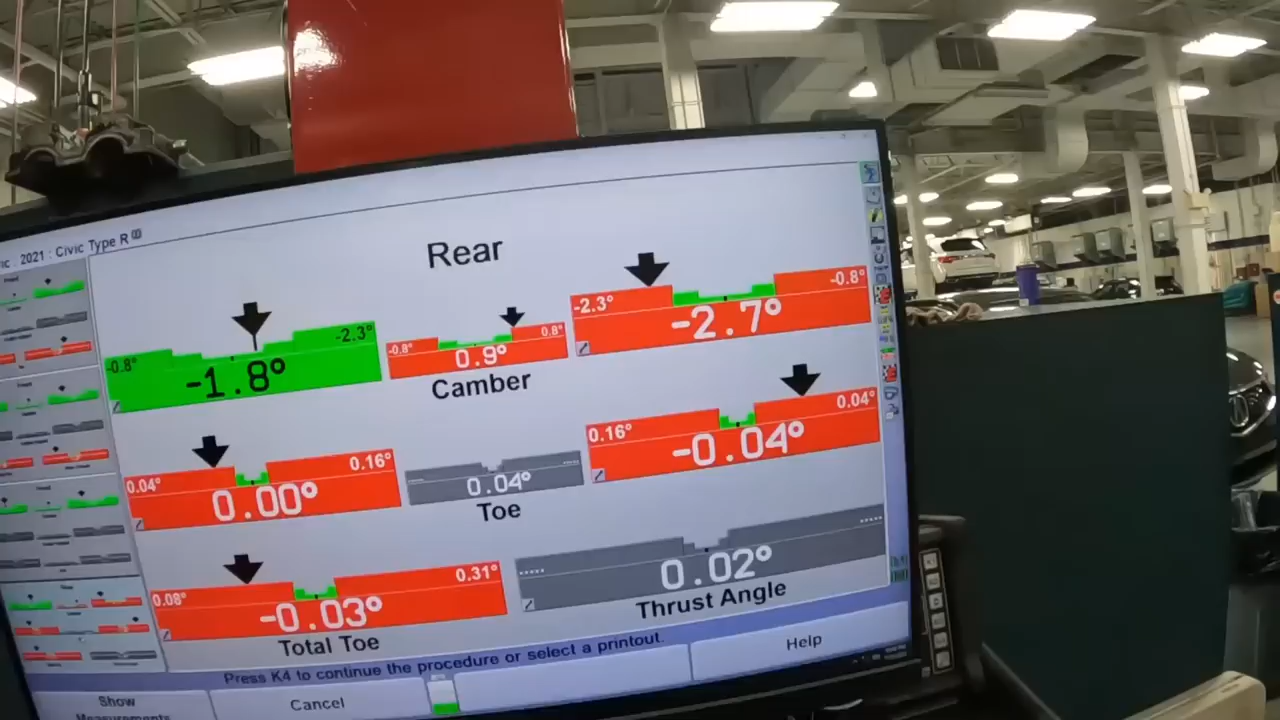 ic : 2021 : Civic Type R
Rear
-0.8° -2.3°
-1.8°
-0.8° 0.8°
0.9°
-2.3° -0.8°
-2.7°
Camber
0.04° 0.16°
0.00°
0.04°
0.16° 0.04°
-0.04°
Toe
0.08° 0.31°
-0.03°
0.02°
Total Toe
Thrust Angle
Press K4 to continue the procedure or select a printout.
Show
Measurements
Cancel
Help